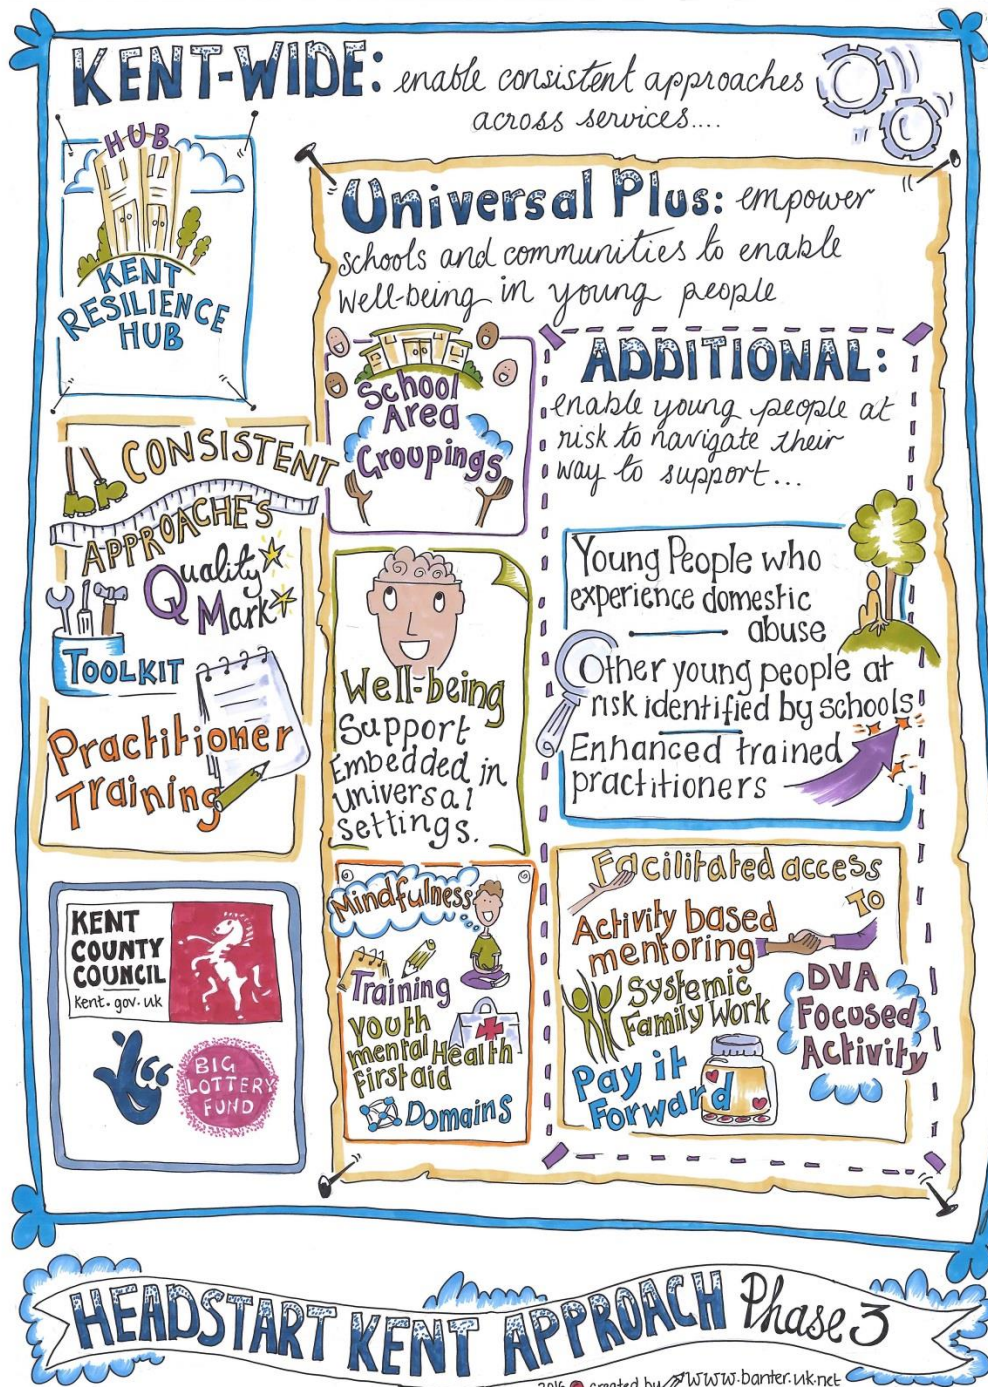 KENT-WIDE: enable consistent approaches
across services....
HUB
KENT
RESILIENCE
HUB
Universal Plus: empower
schools and communities to enable
well-being in young people
School
Area
Groupings
ADDITIONAL:
enable young people at
risk to navigate their
way to support...
CONSISTENT
APPROACHES
Quality
Mark
TOOLKIT
Practitioner
Training
Well-being
Support
Embedded in
universal
settings.
Young People who
experience domestic
abuse
Other young people at
risk identified by schools
Enhanced trained
practitioners
Mindfulness
Training
Youth
mental Health
first aid
Domains
Facilitated access
TO
Activity based
mentoring
Systemic
Family Work
Pay it
Forward
DVA
Focused
Activity
KENT
COUNTY
COUNCIL
kent.gov.uk
BIG
LOTTERY
FUND
HEADSTART KENT APPROACH Phase 3
2016 created by www.banter.uk.net